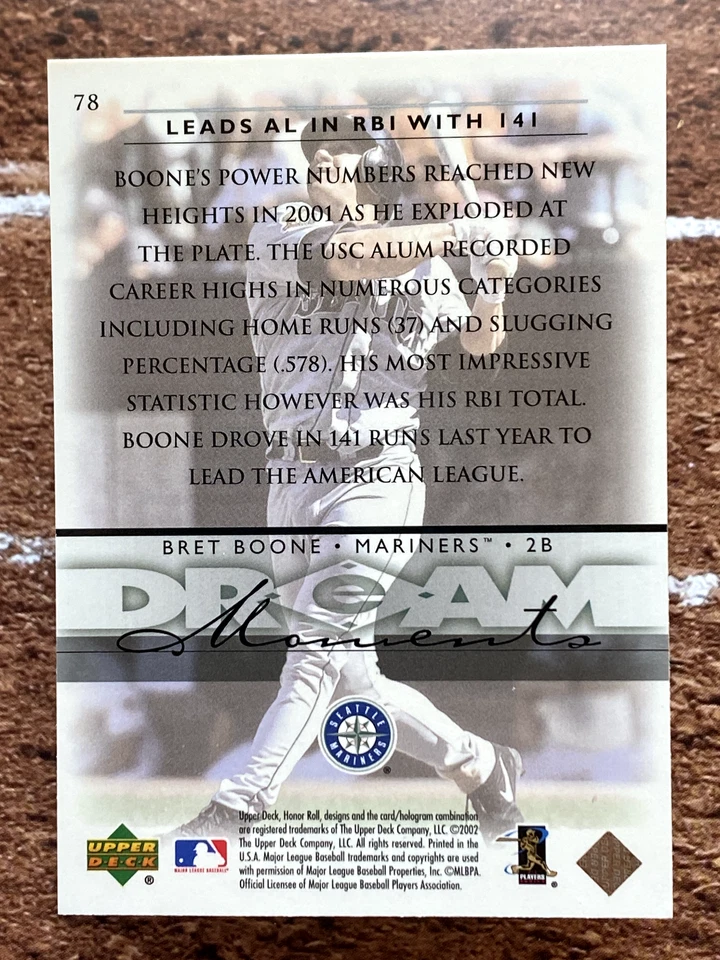 78
LEADS AL IN RBI WITH 141
BOONE'S POWER NUMBERS REACHED NEW
HEIGHTS IN 2001 AS HE EXPLODED AT
THE PLATE. THE USC ALUM RECORDED
CAREER HIGHS IN NUMEROUS CATEGORIES
INCLUDING HOME RUNS (37) AND SLUGGING
PERCENTAGE (.578). HIS MOST IMPRESSIVE
STATISTIC HOWEVER WAS HIS RBI TOTAL.
BOONE DROVE IN 141 RUNS LAST YEAR TO
LEAD THE AMERICAN LEAGUE.
BRET BOONE • MARINERS™ • 2B
DReAM
Moments
SEATTLE
MARINERS
®
Upper Deck, Honor Roll, designs and the card/hologram combination
are registered trademarks of The Upper Deck Company, LLC. ©2002
The Upper Deck Company, LLC. All rights reserved. Printed in the
U.S.A. Major League Baseball trademarks and copyrights are used
with permission of Major League Baseball Properties, Inc. ©MLBPA.
Official Licensee of Major League Baseball Players Association.
UPPER
DECK
®
MAJOR LEAGUE BASEBALL
PLAYERS